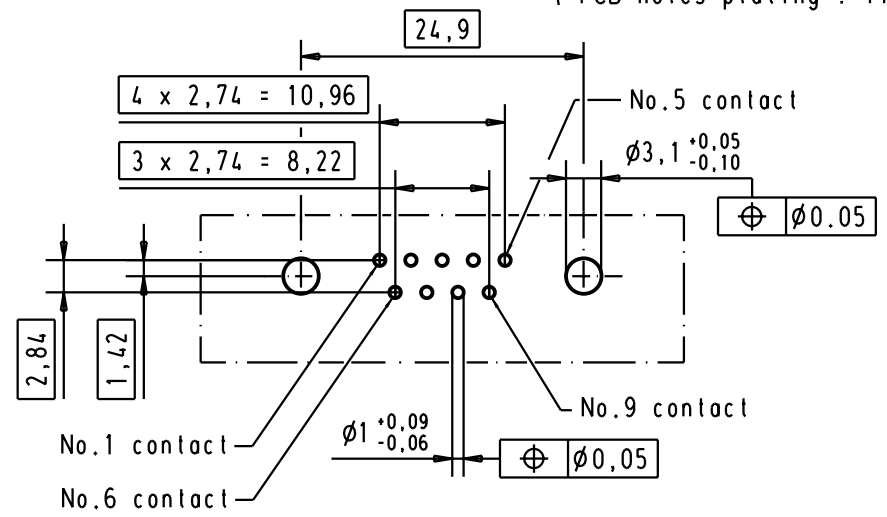 24,9
4 x 2,74 = 10,96
No.5 contact
3 x 2,74 = 8,22
Ø3,1 +0,05 -0,10
⌖ Ø0.05
2,84
1,42
No.9 contact
No.1 contact
Ø1 +0,09 -0,06
⌖ Ø0,05
No.6 contact